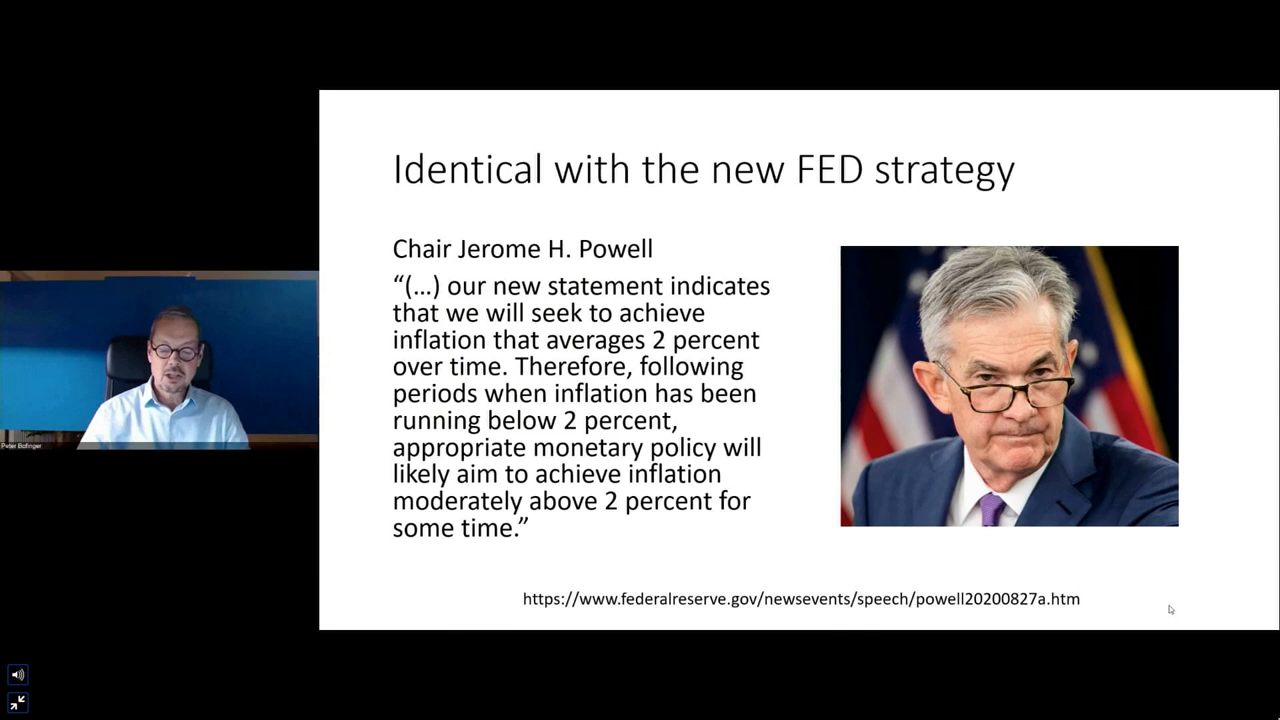 Identical with the new FED strategy
Chair Jerome H. Powell
“(...) our new statement indicates
that we will seek to achieve
inflation that averages 2 percent
over time. Therefore, following
periods when inflation has been
running below 2 percent,
appropriate monetary policy will
likely aim to achieve inflation
moderately above 2 percent for
some time.”
https://www.federalreserve.gov/newsevents/speech/powell20200827a.htm
Peter Bofinger